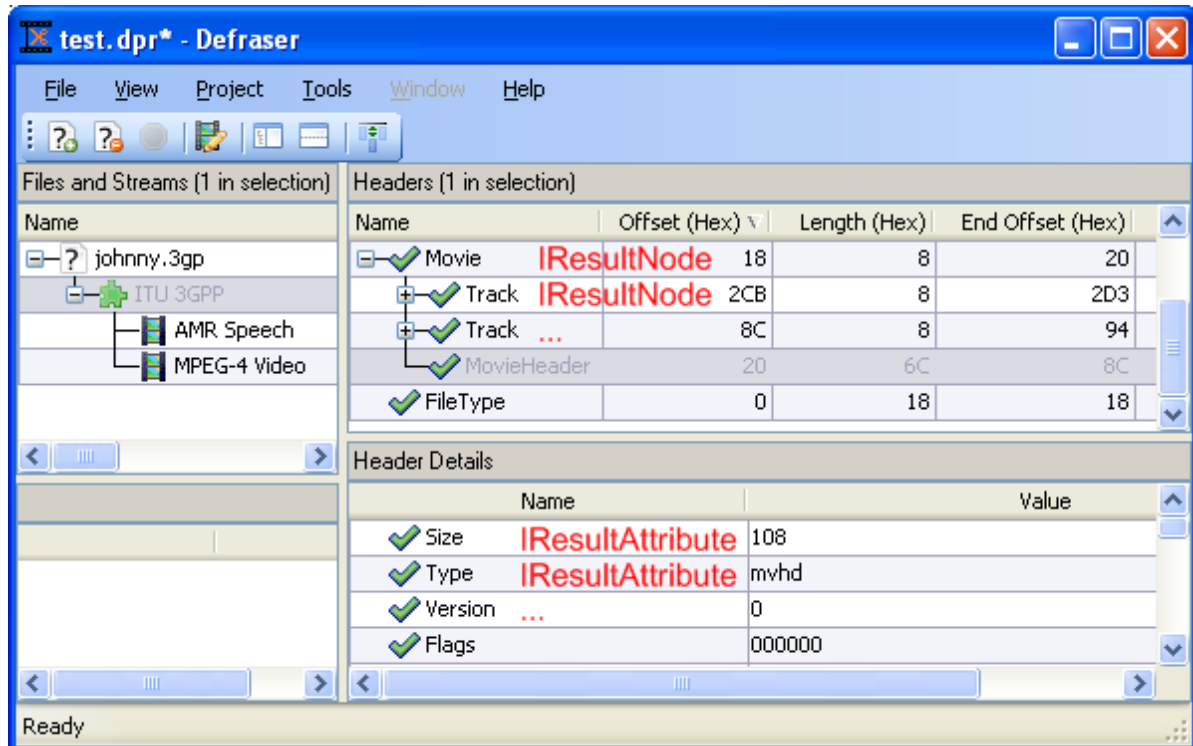 test.dpr* - Defraser
File View Project Tools Window Help
Files and Streams (1 in selection)
Name
johnny.3gp
ITU 3GPP
AMR Speech
MPEG-4 Video
Headers (1 in selection)
Name Offset (Hex) Length (Hex) End Offset (Hex)
Movie IResultNode 18 8 20
Track IResultNode 2CB 8 2D3
Track ... 8C 8 94
MovieHeader 20 6C 8C
FileType 0 18 18
Header Details
Name Value
Size IResultAttribute 108
Type IResultAttribute mvhd
Version ... 0
Flags 000000
Ready